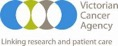 Victorian
Cancer
Agency
Linking research and patient care